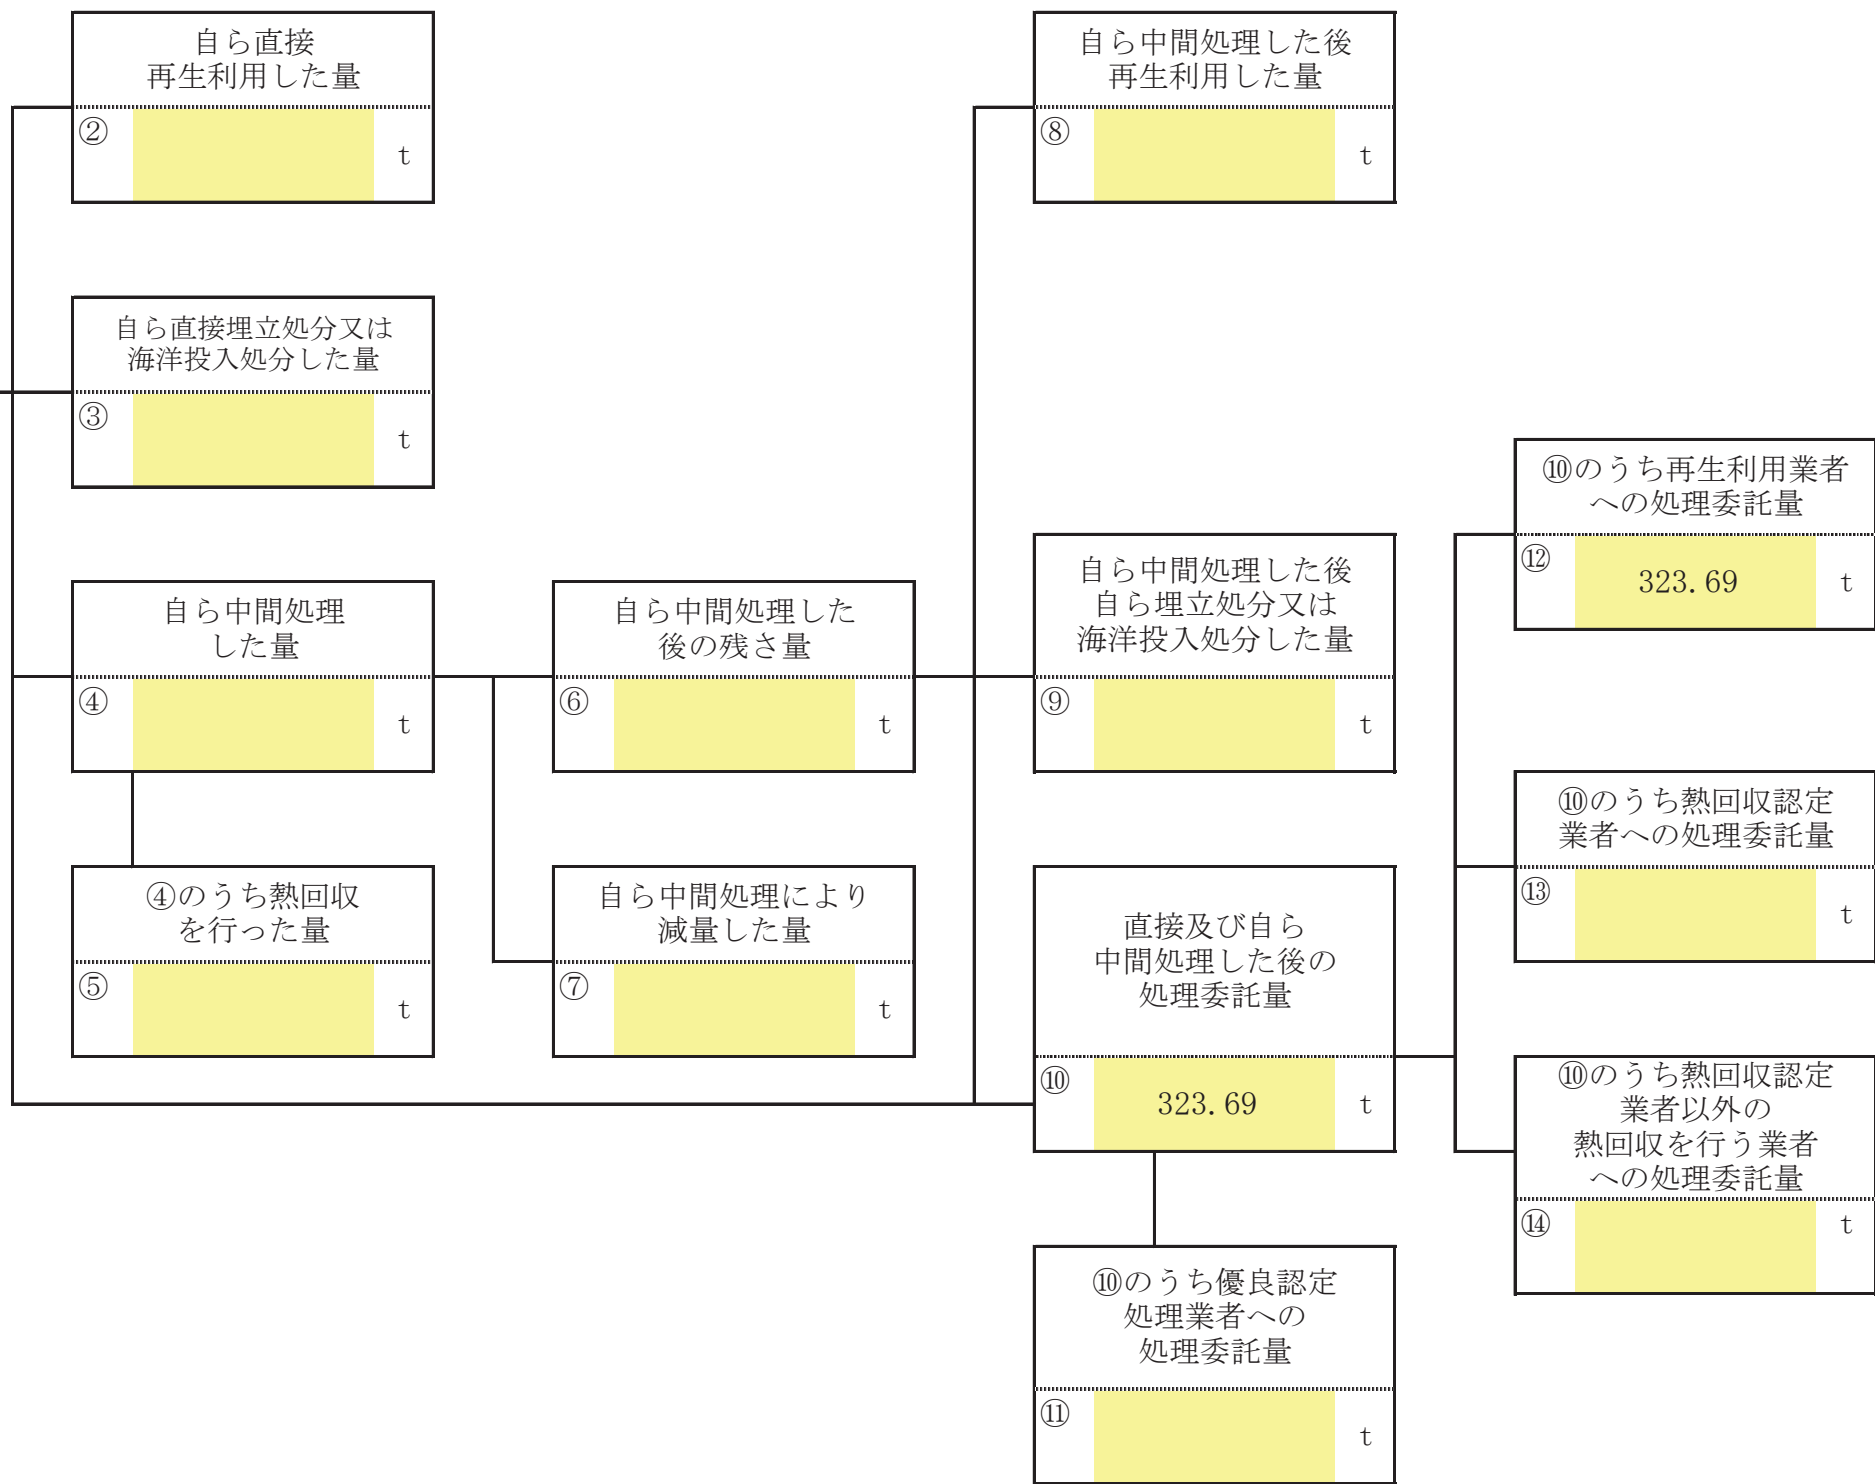 自ら直接
再生利用した量
②
t
自ら中間処理した後
再生利用した量
⑧
t
自ら直接埋立処分又は
海洋投入処分した量
③
t
⑩のうち再生利用業者
への処理委託量
⑫ 323.69 t
自ら中間処理
した量
④
t
自ら中間処理した
後の残さ量
⑥
t
自ら中間処理した後
自ら埋立処分又は
海洋投入処分した量
⑨
t
⑩のうち熱回収認定
業者への処理委託量
⑬
t
④のうち熱回収
を行った量
⑤
t
自ら中間処理により
減量した量
⑦
t
直接及び自ら
中間処理した後の
処理委託量
⑩ 323.69 t
⑩のうち熱回収認定
業者以外の
熱回収を行う業者
への処理委託量
⑭ t
⑩のうち優良認定
処理業者への
処理委託量
⑪
t